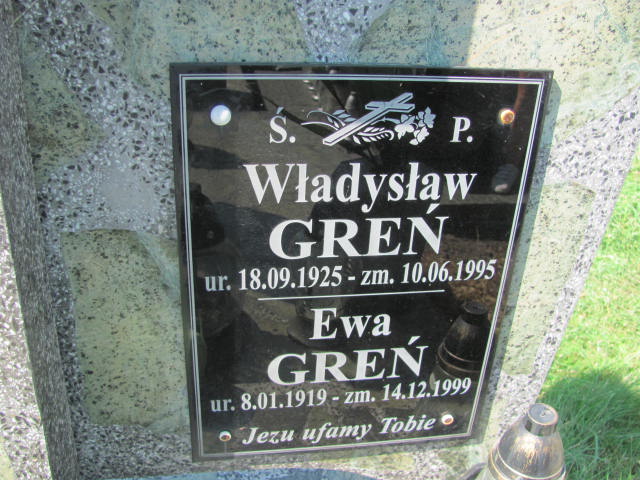 Ś. P.
Władysław
GREŃ
ur. 18.09.1925 - zm. 10.06.1995
Ewa
GREŃ
ur. 8.01.1919 - zm. 14.12.1999
Jezu ufamy Tobie